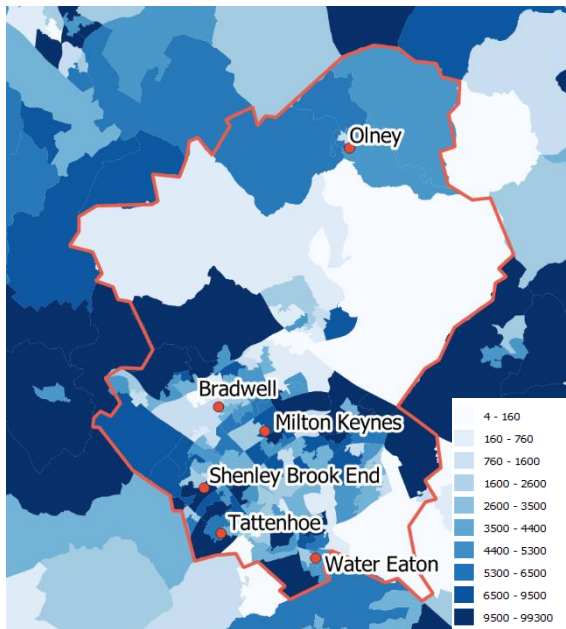 Olney
Bradwell
Milton Keynes
Shenley Brook End
Tattenhoe
Water Eaton
4 - 160
160 - 760
760 - 1600
1600 - 2600
2600 - 3500
3500 - 4400
4400 - 5300
5300 - 6500
6500 - 9500
9500 - 99300